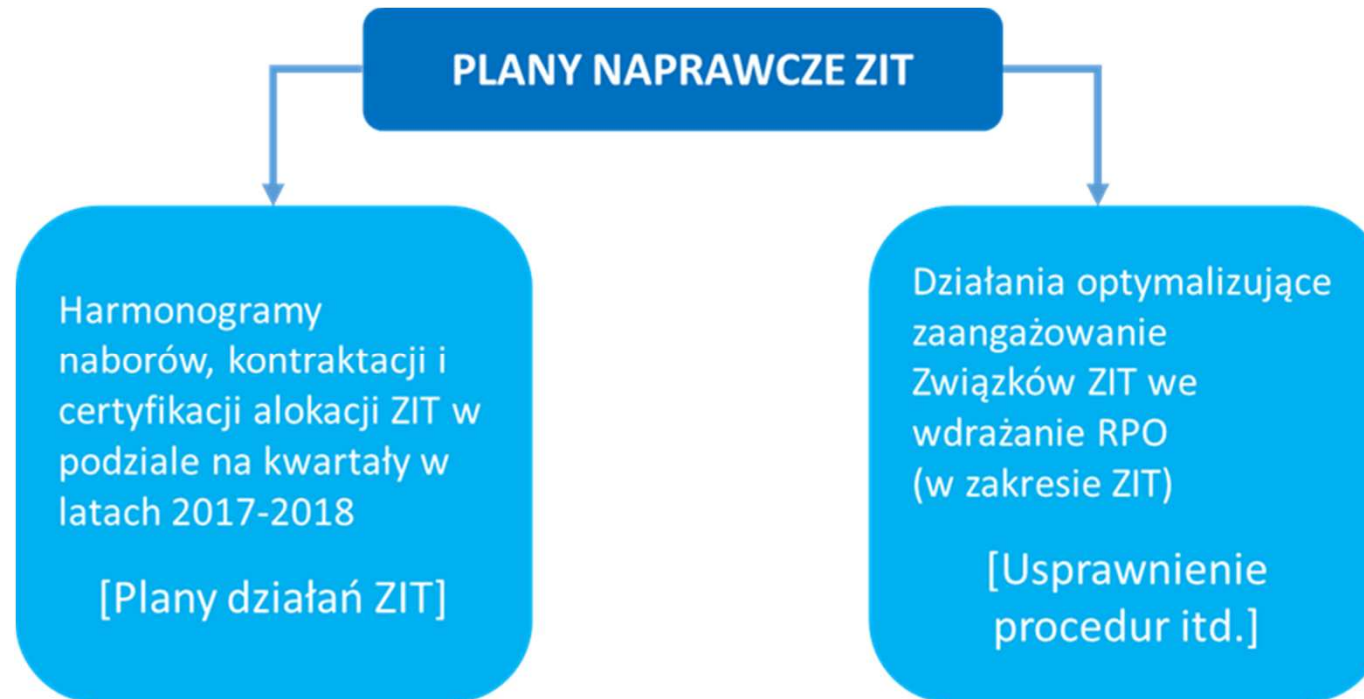 PLANY NAPRAWCZE ZIT
Harmonogramy
naborów, kontraktacji i
certyfikacji alokacji ZIT w
podziale na kwartały w
latach 2017-2018
[Plany działań ZIT]
Działania optymalizujące
zaangażowanie
Związków ZIT we
wdrażanie RPO
(w zakresie ZIT)
[Usprawnienie
procedur itd.]